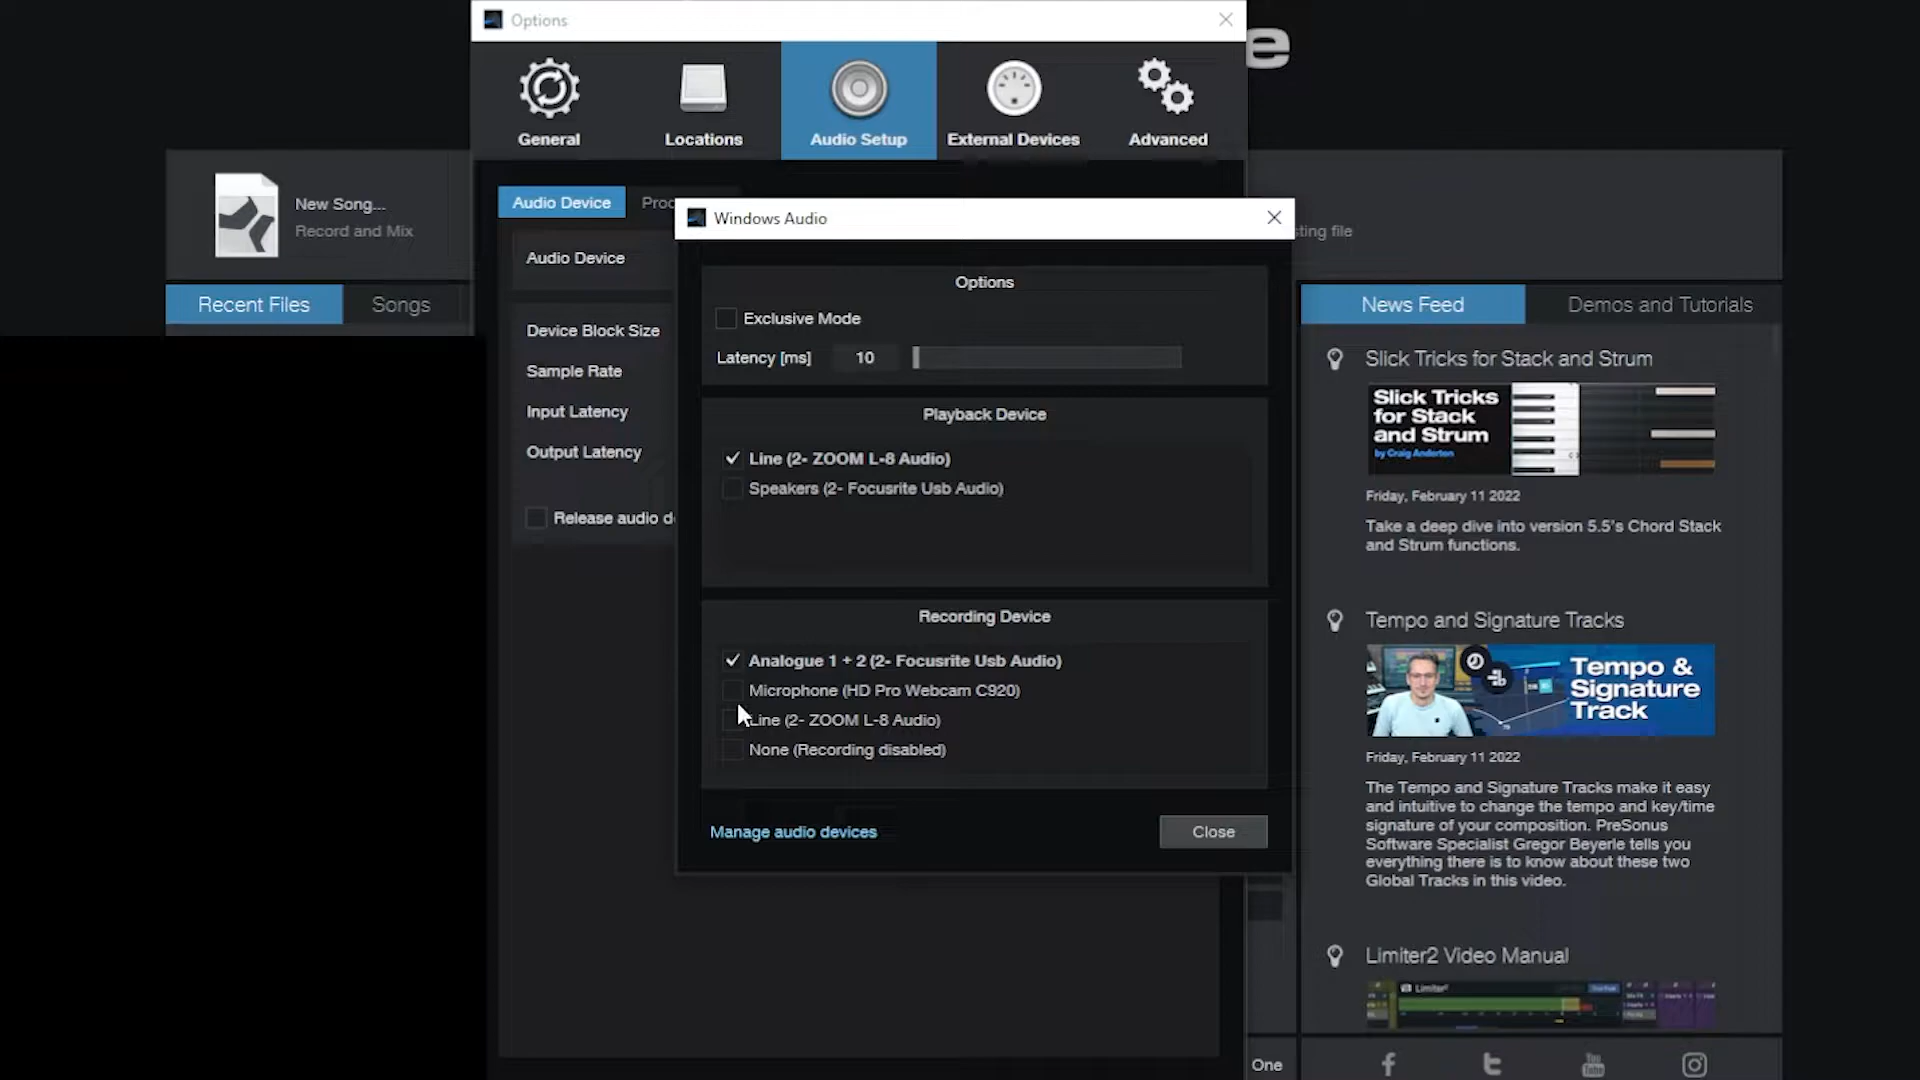 Options
e
General
Locations
Audio Setup
External Devices
Advanced
New Song...
Record and Mix
Audio Device
Windows Audio
sting file
Audio Device
Options
Recent Files
Songs
Exclusive Mode
News Feed
Demos and Tutorials
Device Block Size
Latency [ms]
10
Slick Tricks for Stack and Strum
Sample Rate
Slick Tricks
for Stack
and Strum
by Craig Anderton
Input Latency
Playback Device
Output Latency
Line (2- ZOOM L-8 Audio)
Speakers (2- Focusrite Usb Audio)
Friday, February 11 2022
Release audio d
Take a deep dive into version 5.5's Chord Stack
and Strum functions.
Recording Device
Tempo and Signature Tracks
Analogue 1 + 2 (2- Focusrite Usb Audio)
Microphone (HD Pro Webcam C920)
Line (2- ZOOM L-8 Audio)
None (Recording disabled)
Tempo &
Signature
Track
Friday, February 11 2022
The Tempo and Signature Tracks make it easy
and intuitive to change the tempo and key/time
signature of your composition. PreSonus
Software Specialist Gregor Beyerle tells you
everything there is to know about these two
Global Tracks in this video.
Manage audio devices
Close
Limiter2 Video Manual
Limiter²
One
You
Tube